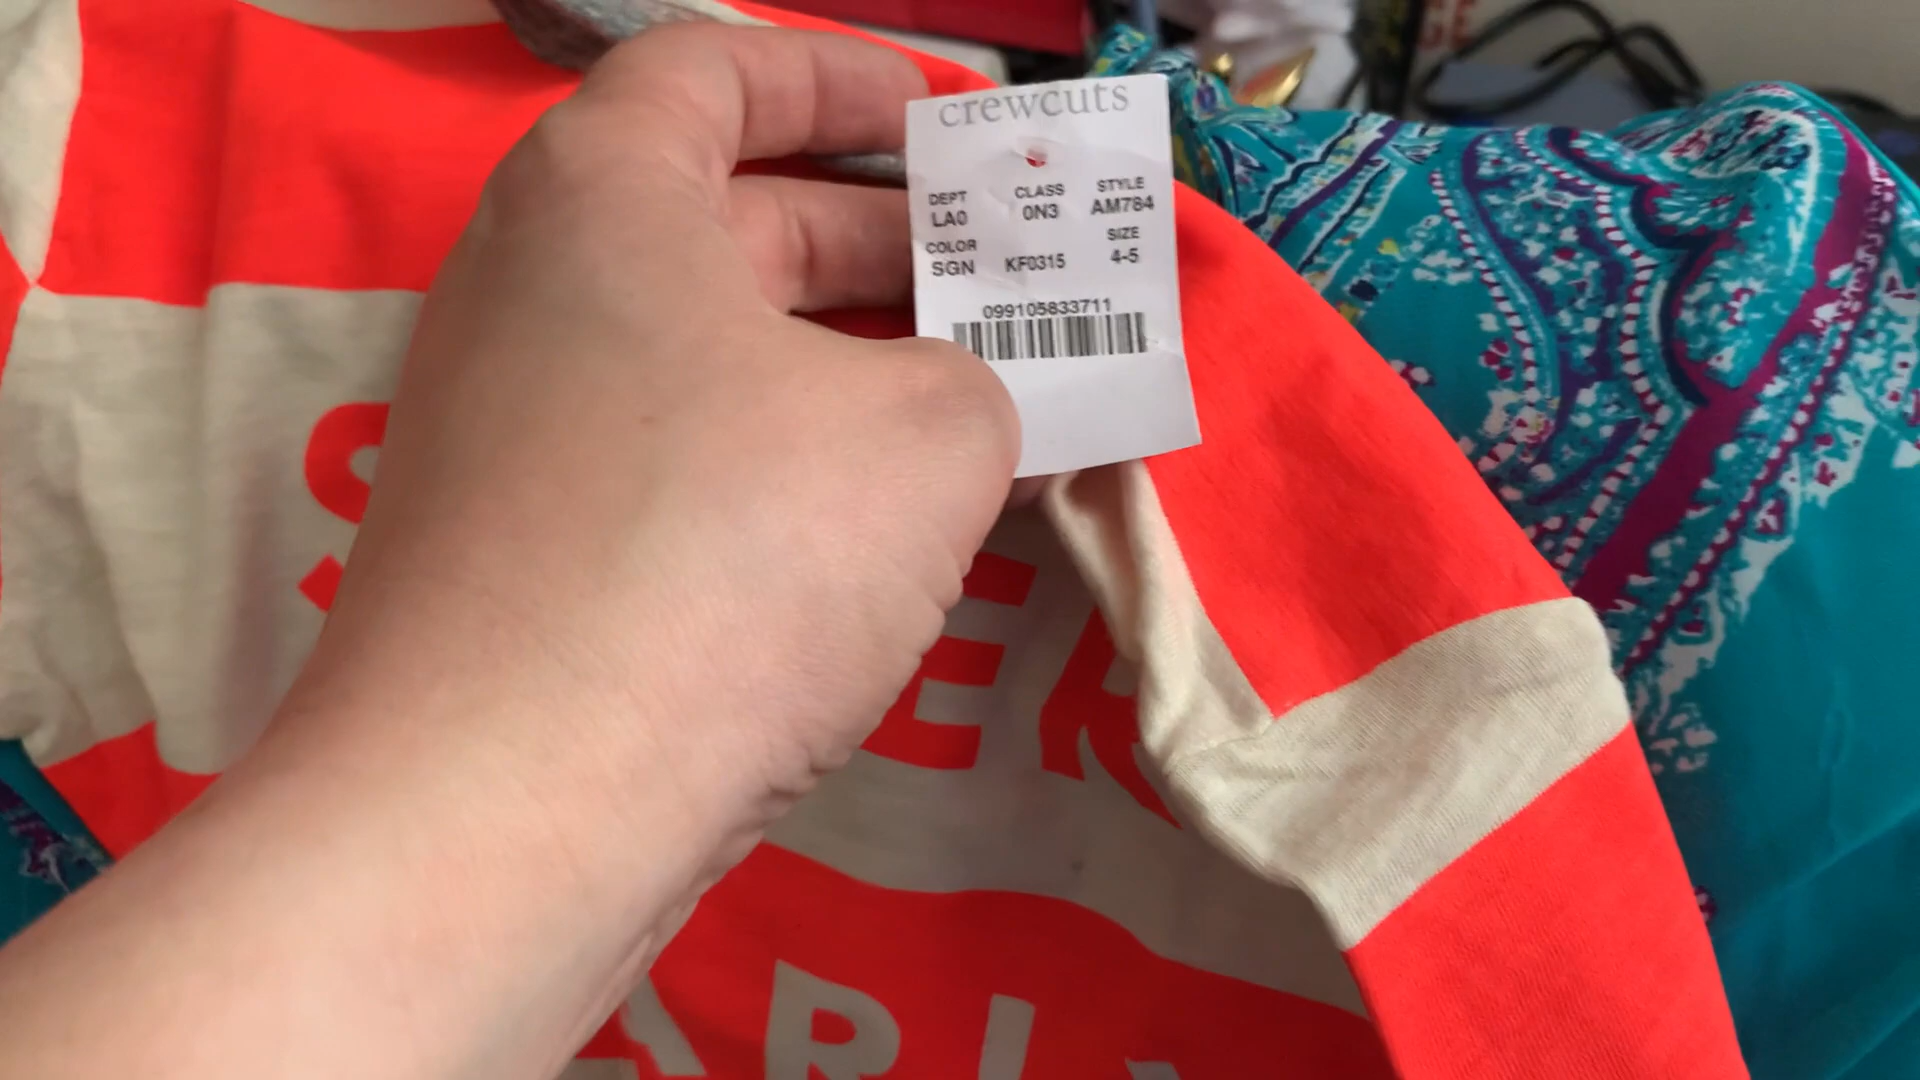 crewcuts
DEPT CLASS STYLE
LA0 0N3 AM784
COLOR SIZE
SGN KF0315 4-5
099105833711